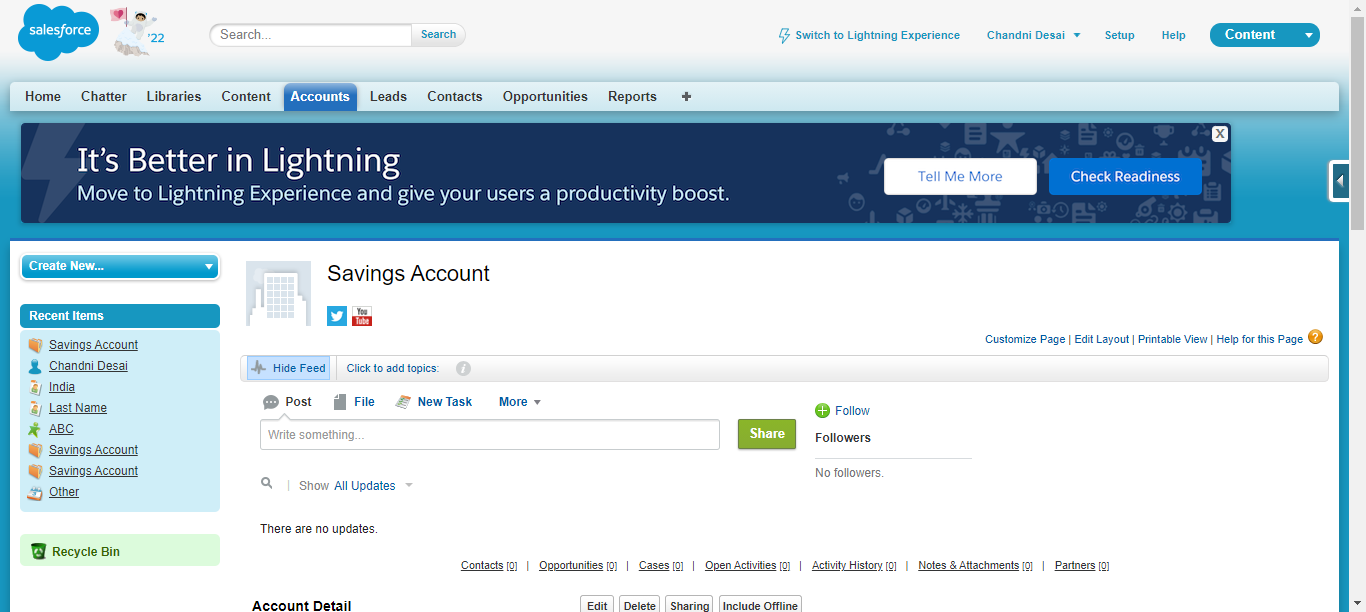 salesforce
'22
Search...
Search
Switch to Lightning Experience
Chandni Desai
Setup
Help
Content
Home Chatter Libraries Content Accounts Leads Contacts Opportunities Reports +
It's Better in Lightning
Move to Lightning Experience and give your users a productivity boost.
Tell Me More
Check Readiness
X
Create New...
Recent Items
Savings Account
Chandni Desai
India
Last Name
ABC
Savings Account
Savings Account
Other
Recycle Bin
Savings Account
You
Tube
Customize Page | Edit Layout | Printable View | Help for this Page ?
Hide Feed
Click to add topics:
i
Post File New Task More
Write something...
Share
Show All Updates
There are no updates.
Follow
Followers
No followers.
Contacts [0] | Opportunities [0] | Cases [0] | Open Activities [0] | Activity History [0] | Notes & Attachments [0] | Partners [0]
Account Detail
Edit Delete Sharing Include Offline